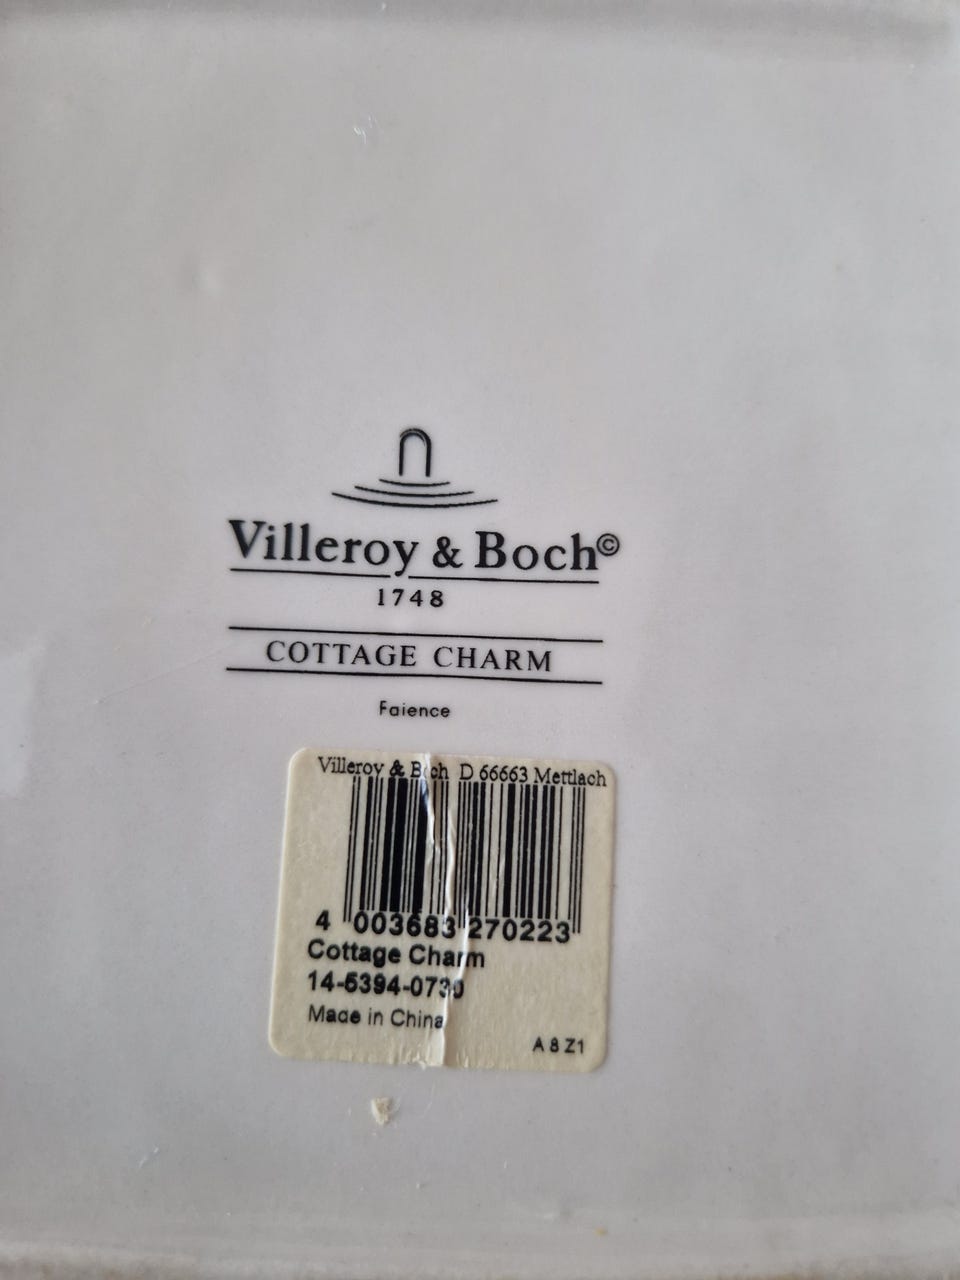 Villeroy & Boch©
1748
COTTAGE CHARM
Faience
Villeroy & Boch D 66663 Mettlach
4 003683 270223
Cottage Charm
14-5394-0730
Made in China
A 8 Z1